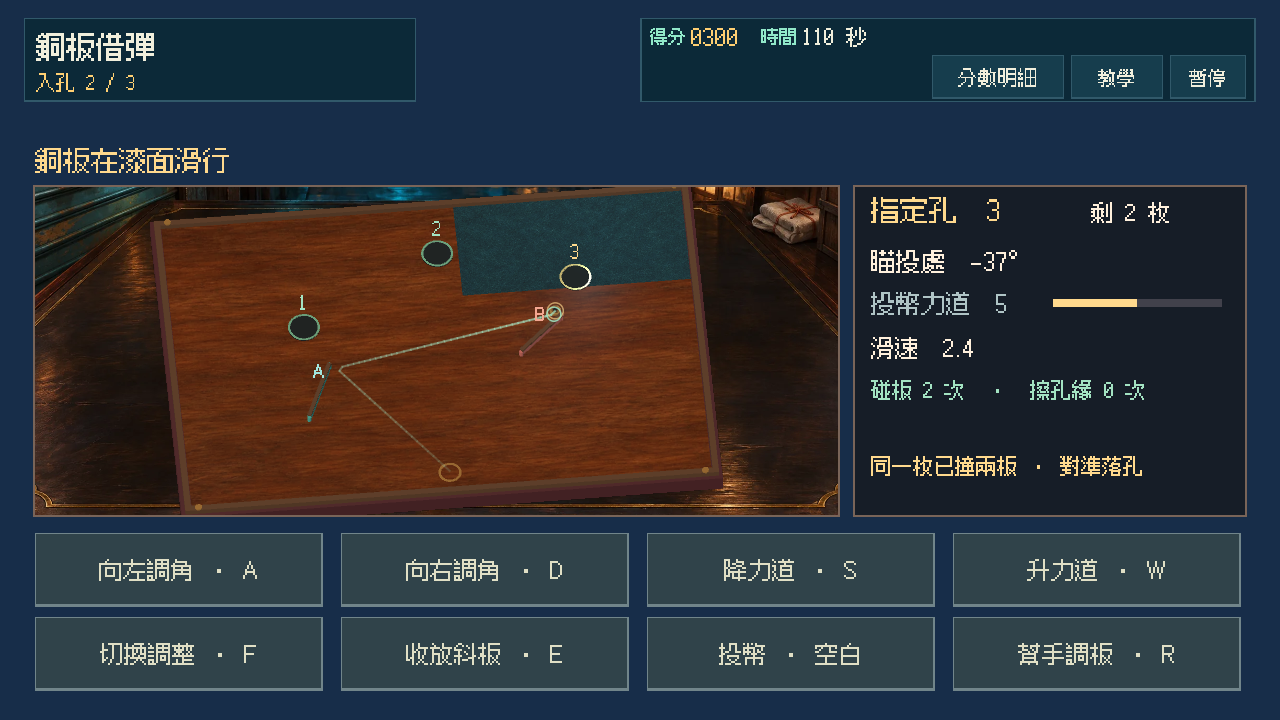 銅板借彈
入孔 2 / 3
得分 0300 時間 110 秒
分數明細 教學 暫停
銅板在漆面滑行
1
2
3
A
B
指定孔 3 剩 2 枚
瞄投處 -37°
投幣力道 5
滑速 2.4
碰板 2 次 · 擦孔緣 0 次
同一枚已撞兩板 · 對準落孔
向左調角 · A
向右調角 · D
降力道 · S
升力道 · W
切換調整 · F
收放斜板 · E
投幣 · 空白
幫手調板 · R